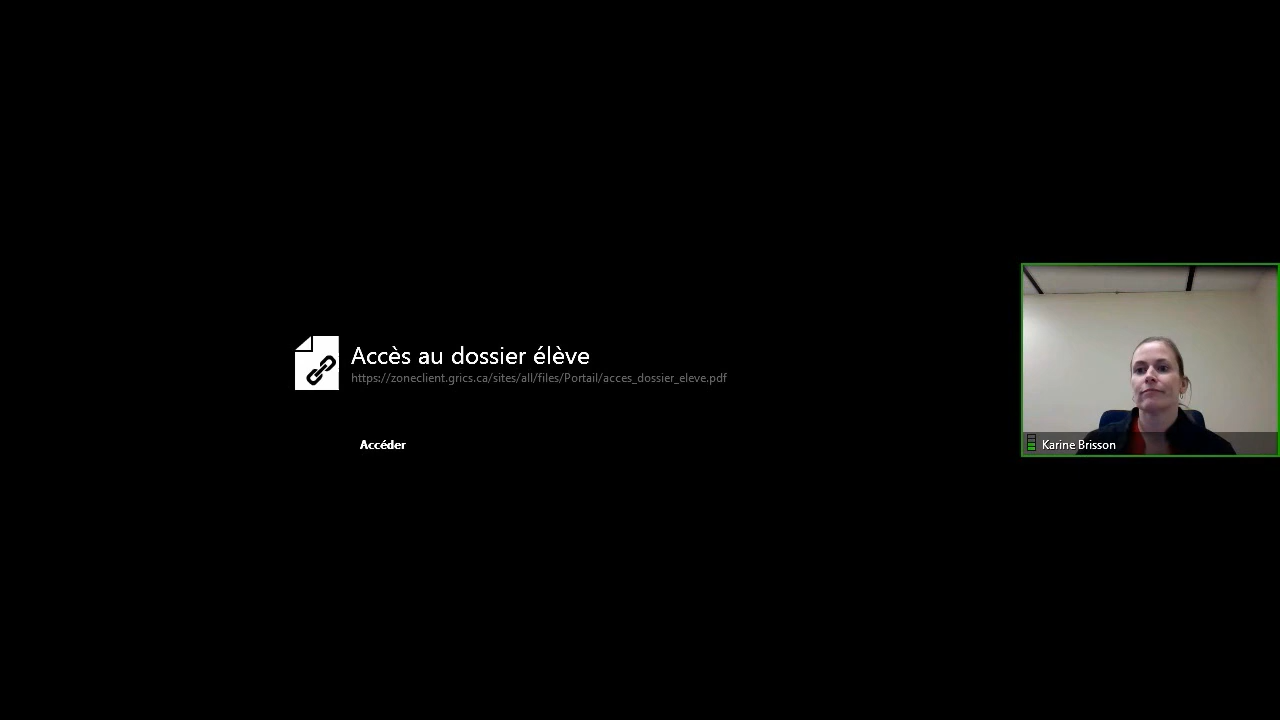 Accès au dossier élève
https://zoneclient.grics.ca/sites/all/files/Portail/acces_dossier_eleve.pdf
Accéder
Karine Brisson